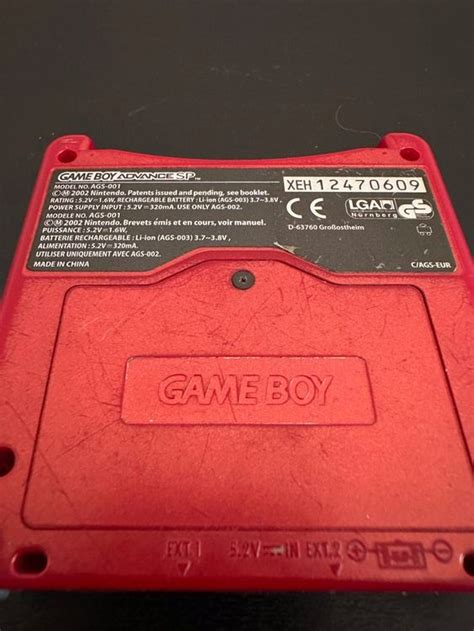 GAME BOY ADVANCE SP™
MODEL NO. AGS-001
©Ⓜ 2002 Nintendo. Patents issued and pending, see booklet.
RATING : 5.2V⎓1.6W, RECHARGEABLE BATTERY : Li-ion (AGS-003) 3.7~3.8V ,
POWER SUPPLY INPUT : 5.2V⎓320mA. USE ONLY AGS-002.
MODELE NO. : AGS-001
©Ⓜ 2002 Nintendo. Brevets émis et en cours, voir manuel.
PUISSANCE : 5.2V⎓1.6W,
BATTERIE RECHARGEABLE : Li-ion (AGS-003) 3.7~3.8V ,
ALIMENTATION : 5.2V⎓320mA.
UTILISER UNIQUEMENT AVEC AGS-002.
MADE IN CHINA
XEH12470609
CE
LGA
Nürnberg
GS
D-63760 Großostheim
C/AGS-EUR
GAME BOY
EXT.1 5.2V⎓IN EXT.2